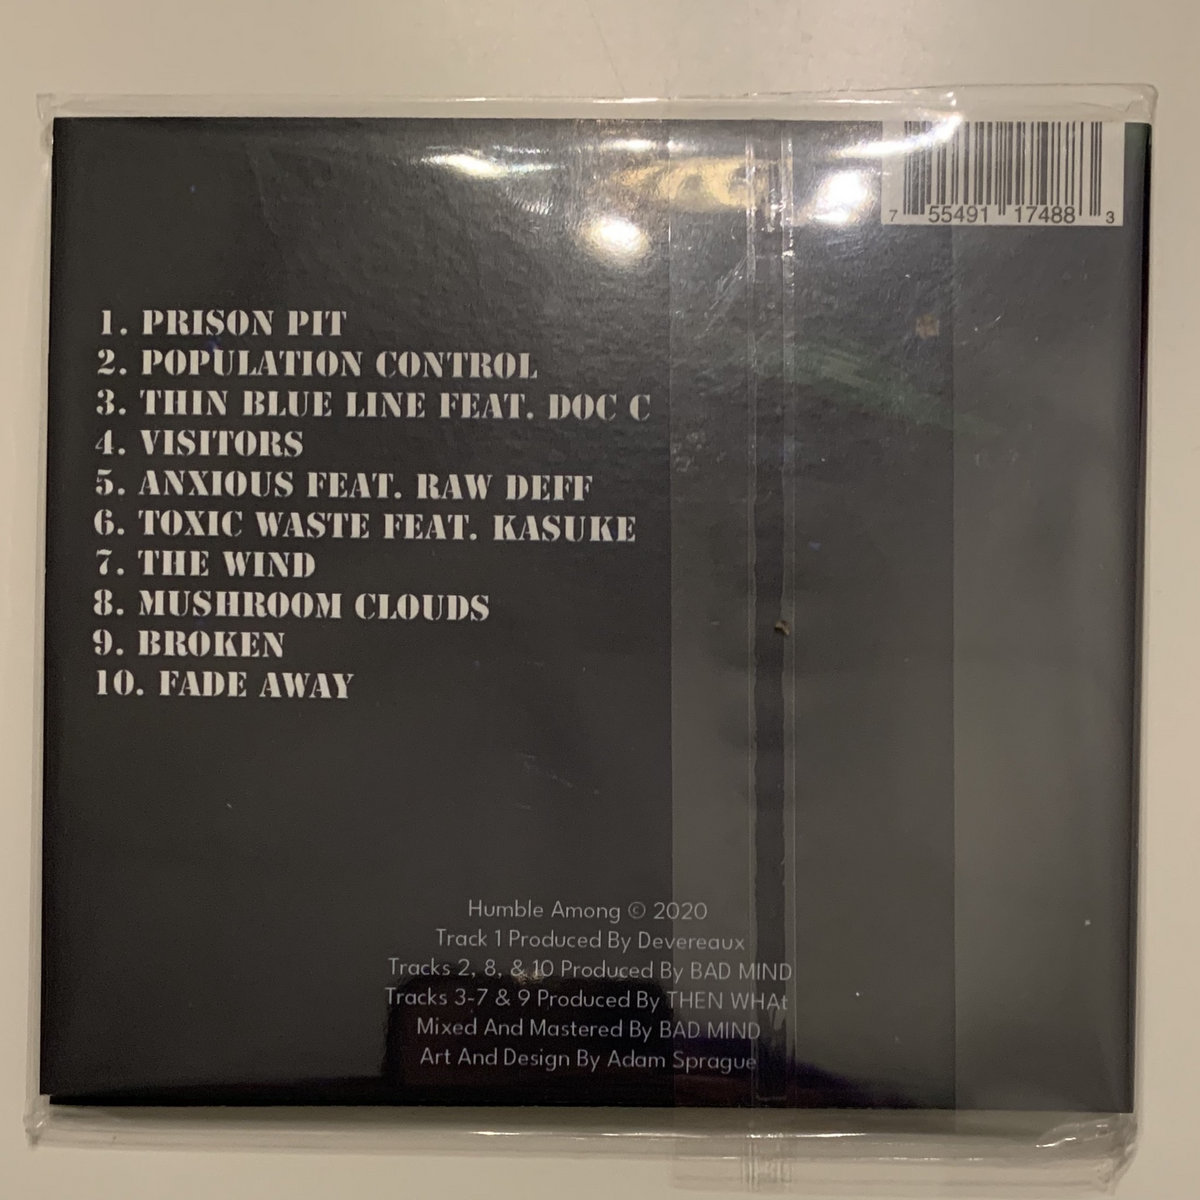 7 55491 17488 3
1. PRISON PIT
2. POPULATION CONTROL
3. THIN BLUE LINE FEAT. DOC C
4. VISITORS
5. ANXIOUS FEAT. RAW DEFF
6. TOXIC WASTE FEAT. KASUKE
7. THE WIND
8. MUSHROOM CLOUDS
9. BROKEN
10. FADE AWAY
Humble Among © 2020
Track 1 Produced By Devereaux
Tracks 2, 8, & 10 Produced By BAD MIND
Tracks 3-7 & 9 Produced By THEN WHAt
Mixed And Mastered By BAD MIND
Art And Design By Adam Sprague